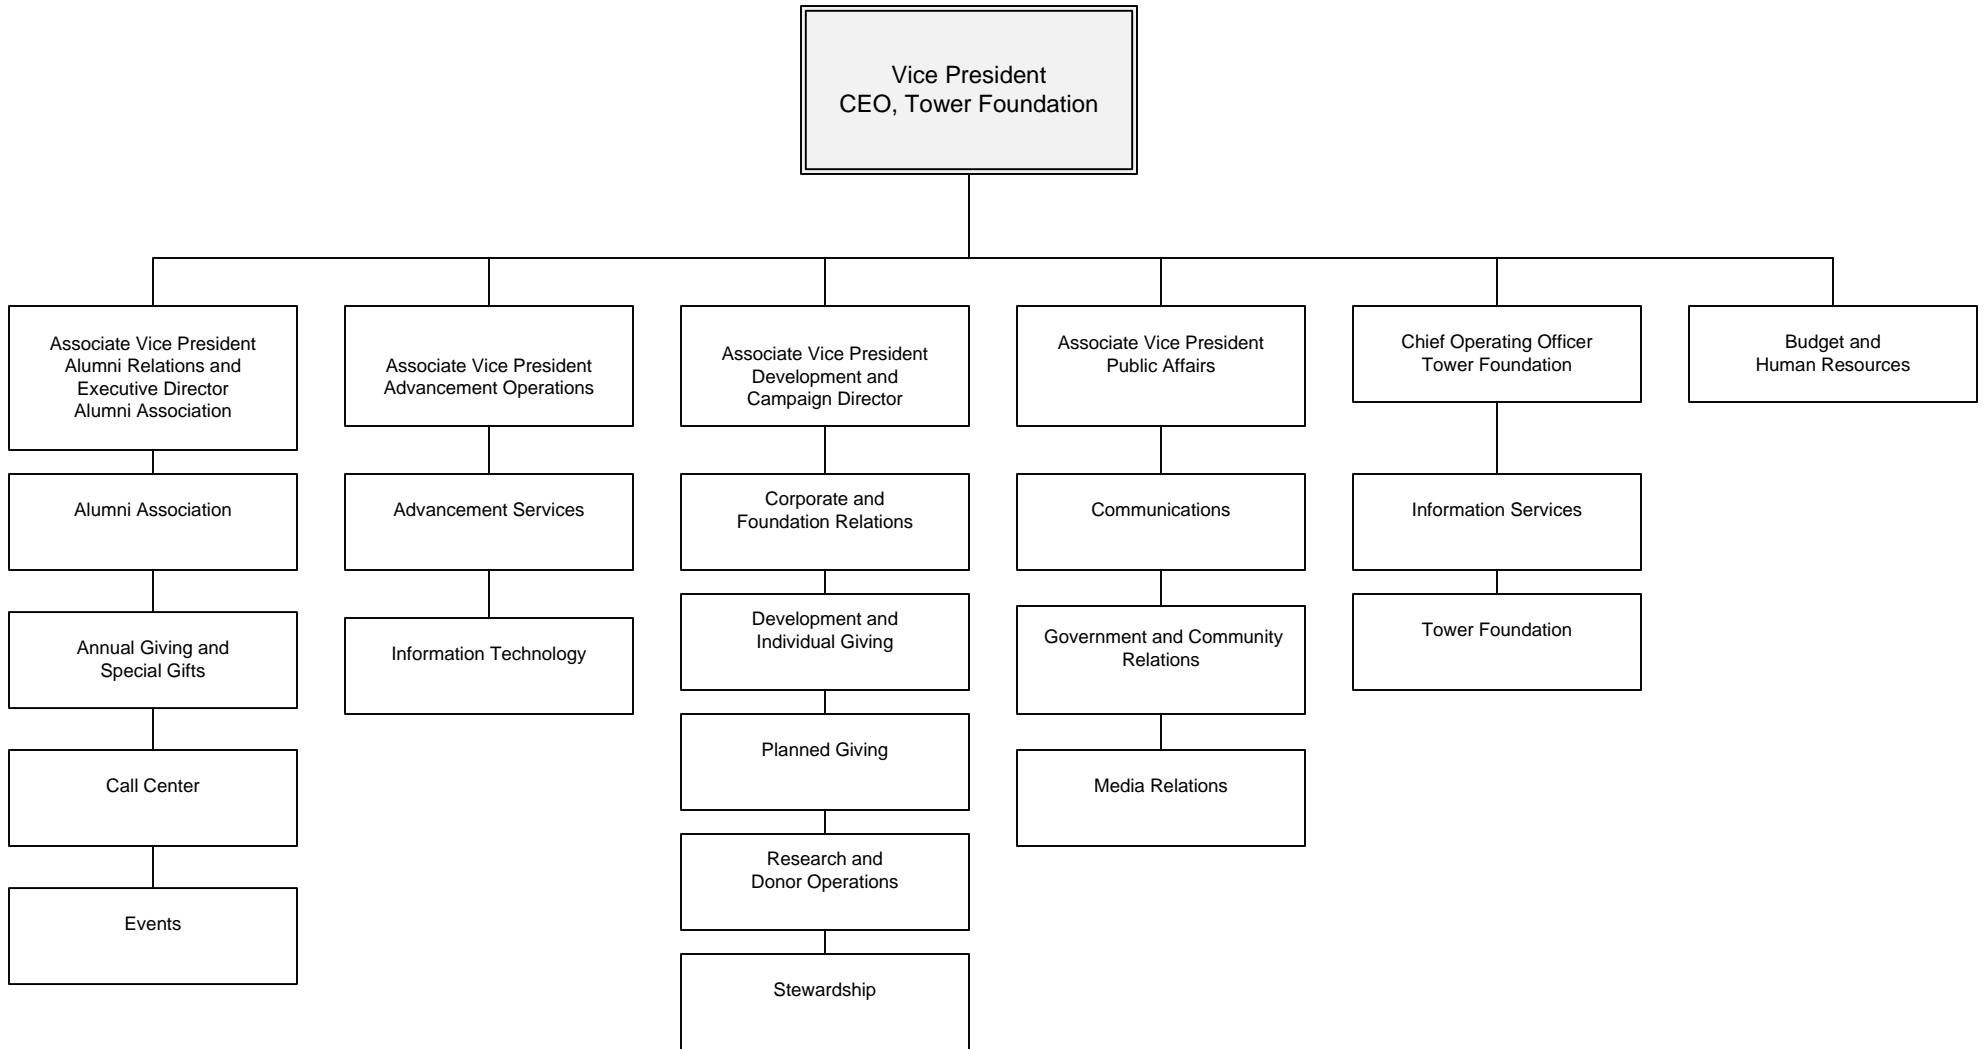 Vice President
CEO, Tower Foundation
Associate Vice President
Alumni Relations and
Executive Director
Alumni Association
Associate Vice President
Advancement Operations
Associate Vice President
Development and
Campaign Director
Associate Vice President
Public Affairs
Chief Operating Officer
Tower Foundation
Budget and
Human Resources
Alumni Association
Advancement Services
Corporate and
Foundation Relations
Communications
Information Services
Annual Giving and
Special Gifts
Information Technology
Development and
Individual Giving
Government and Community
Relations
Tower Foundation
Call Center
Planned Giving
Media Relations
Research and
Donor Operations
Events
Stewardship